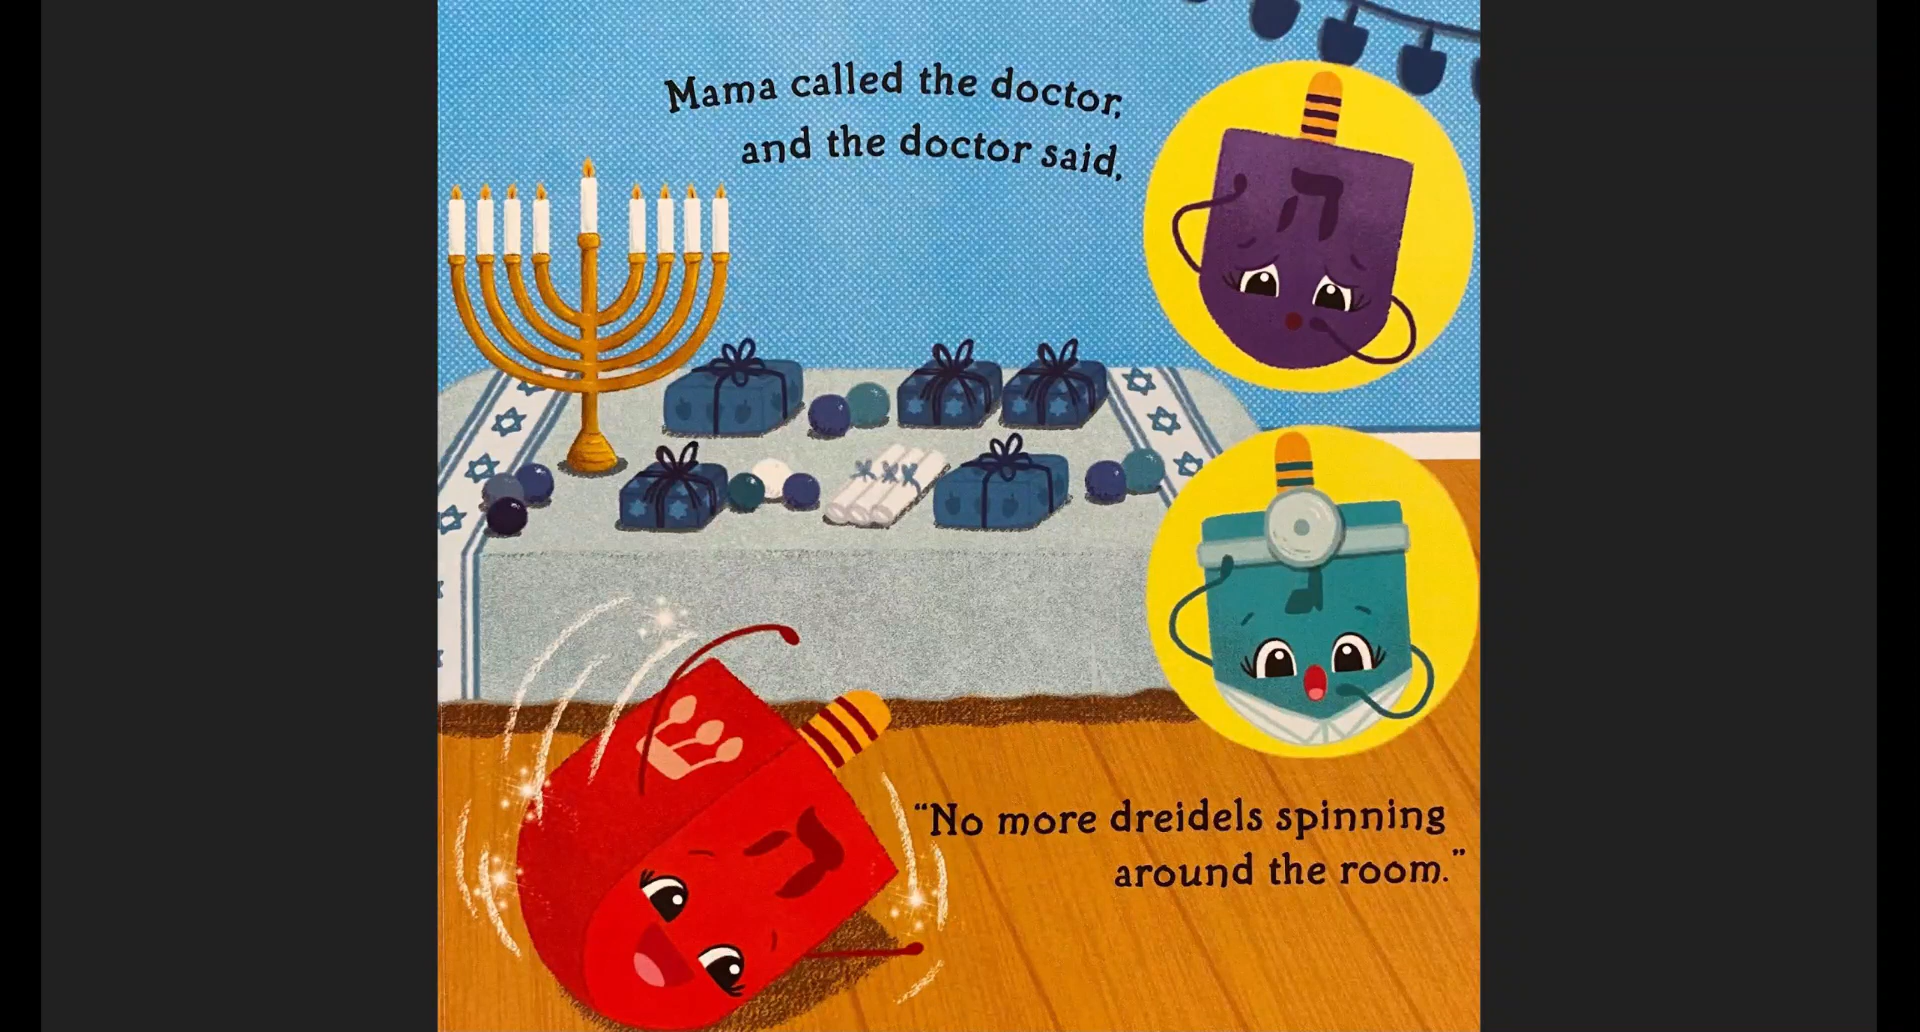 Mama called the doctor,
and the doctor said,
ה
ש
ה
“No more dreidels spinning
around the room.”